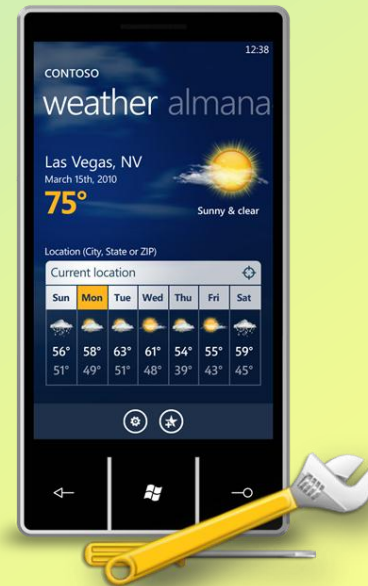 12:38
CONTOSO
weather almana
Las Vegas, NV
March 15th, 2010
75°
Sunny & clear
Location (City, State or ZIP)
Current location
Sun Mon Tue Wed Thu Fri Sat
56° 58° 63° 61° 54° 55° 59°
51° 49° 51° 48° 39° 43° 45°